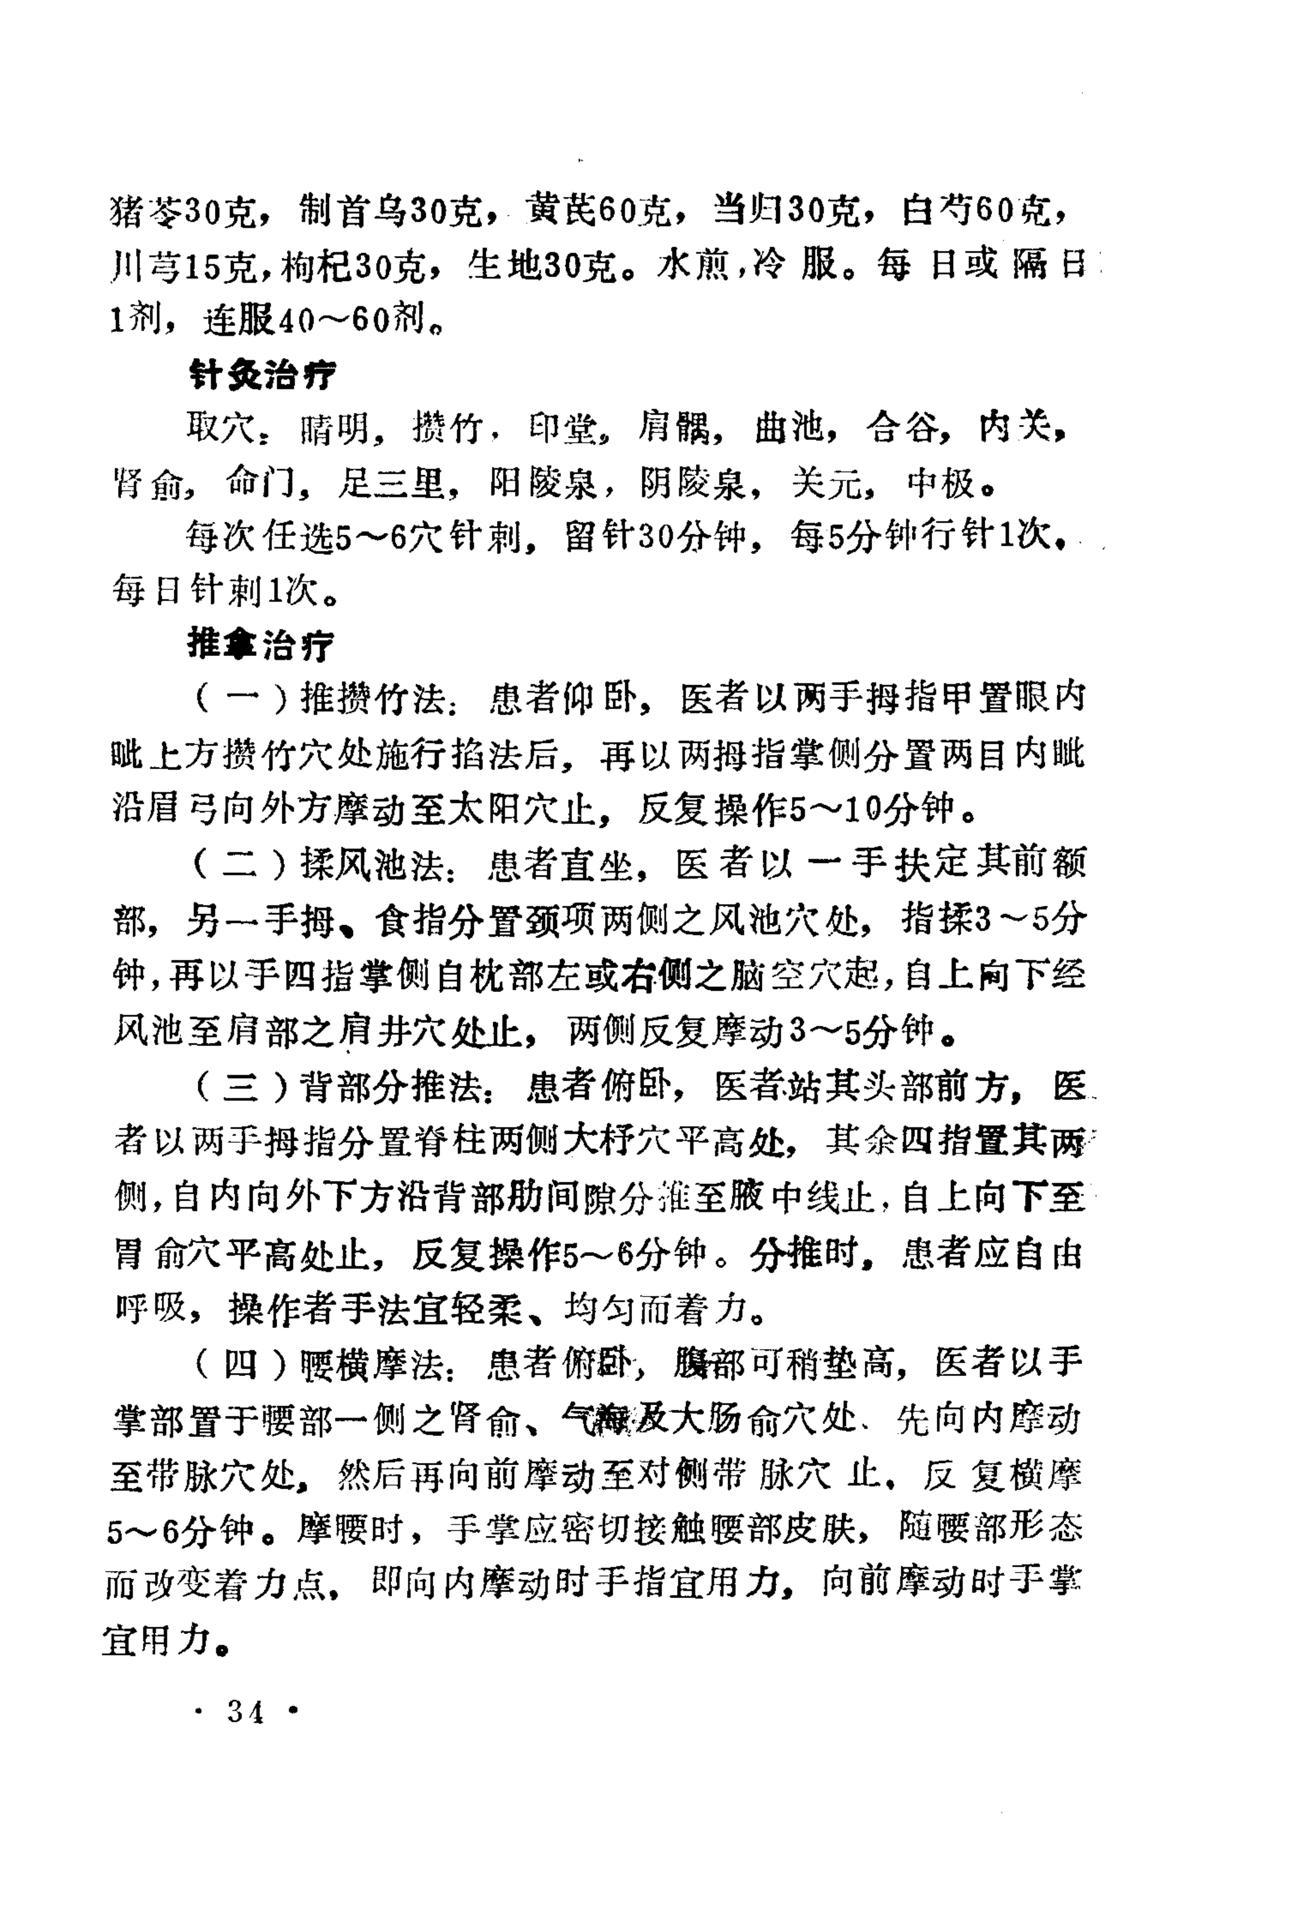 猪苓30克，制首乌30克，黄芪60克，当归30克，白芍60克，
川芎15克，枸杞30克，生地30克。水煎，冷服。每日或隔日
1剂，连服40～60剂。
针灸治疗
取穴：睛明，攒竹，印堂，肩髃，曲池，合谷，内关，
肾俞，命门，足三里，阳陵泉，阴陵泉，关元，中极。
每次任选5～6穴针刺，留针30分钟，每5分钟行针1次，
每日针刺1次。
推拿治疗
（一）推攒竹法：患者仰卧，医者以两手拇指甲置眼内
眦上方攒竹穴处施行掐法后，再以两拇指掌侧分置两目内眦
沿眉弓向外方摩动至太阳穴止，反复操作5～10分钟。
（二）揉风池法：患者直坐，医者以一手扶定其前额
部，另一手拇、食指分置颈项两侧之风池穴处，指揉3～5分
钟，再以手四指掌侧自枕部左或右侧之脑空穴起，自上向下经
风池至肩部之肩井穴处止，两侧反复摩动3～5分钟。
（三）背部分推法：患者俯卧，医者站其头部前方，医
者以两手拇指分置脊柱两侧大杼穴平高处，其余四指置其两
侧，自内向外下方沿背部肋间隙分推至腋中线止，自上向下至
胃俞穴平高处止，反复操作5～6分钟。分推时，患者应自由
呼吸，操作者手法宜轻柔、均匀而着力。
（四）腰横摩法：患者俯卧，腹部可稍垫高，医者以手
掌部置于腰部一侧之肾俞、气海及大肠俞穴处、先向内摩动
至带脉穴处，然后再向前摩动至对侧带脉穴止，反复横摩
5～6分钟。摩腰时，手掌应密切接触腰部皮肤，随腰部形态
而改变着力点，即向内摩动时手指宜用力，向前摩动时手掌
宜用力。
· 34 ·